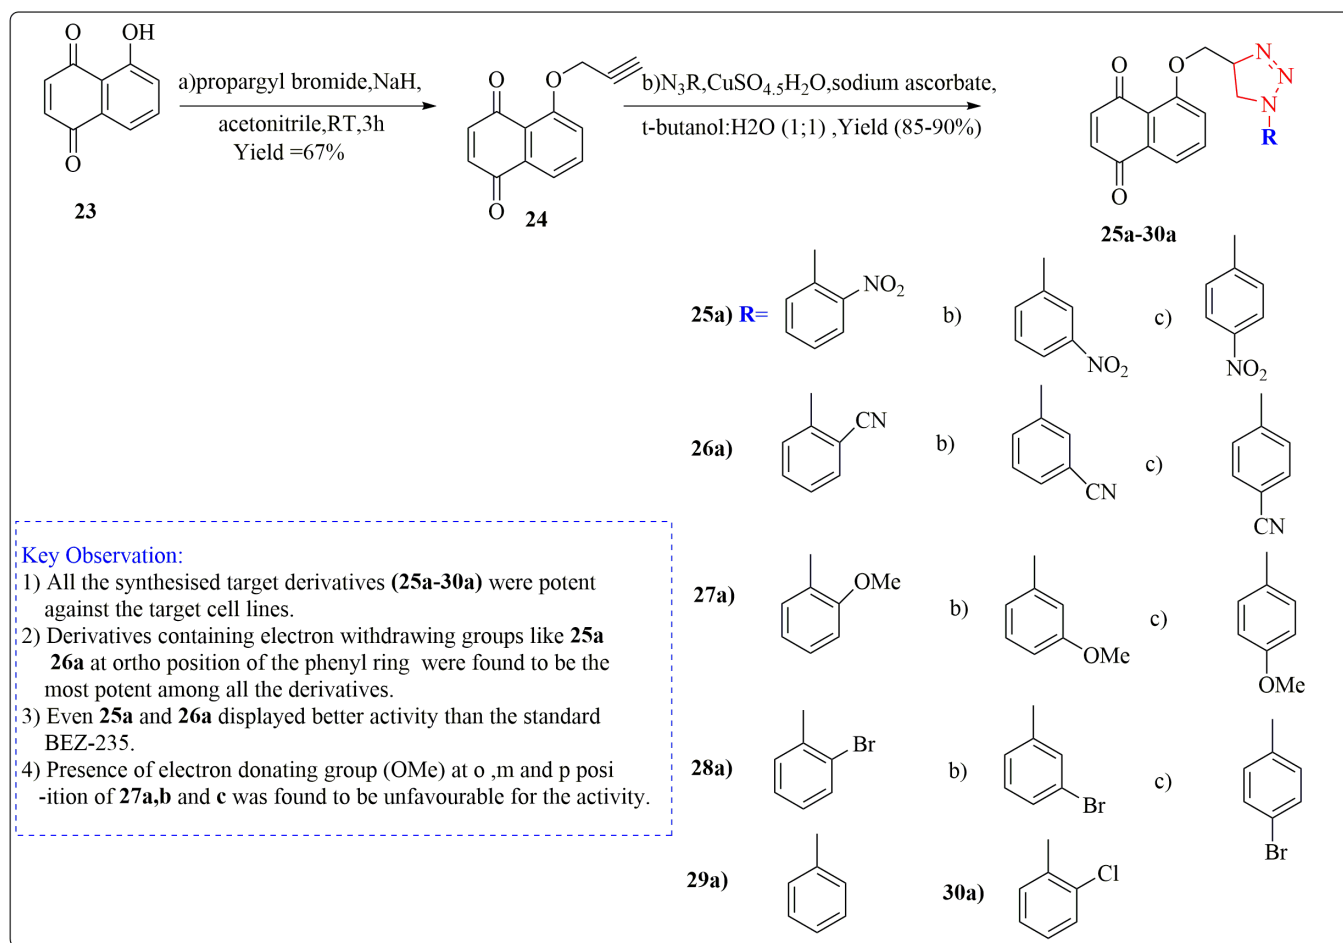 O
OH
O
23
a)propargyl bromide,NaH,
acetonitrile,RT,3h
Yield =67%
O
O
O
24
b)N₃R,CuSO₄.₅H₂O,sodium ascorbate,
t-butanol:H2O (1;1) ,Yield (85-90%)
O
O
O
N
N
N
R
25a-30a
25a) R=
NO₂
b)
NO₂
c)
NO₂
26a)
CN
b)
CN
c)
CN
27a)
OMe
b)
OMe
c)
OMe
28a)
Br
b)
Br
c)
Br
29a)
30a)
Cl
Key Observation:
1) All the synthesised target derivatives (25a-30a) were potent
against the target cell lines.
2) Derivatives containing electron withdrawing groups like 25a
26a at ortho position of the phenyl ring were found to be the
most potent among all the derivatives.
3) Even 25a and 26a displayed better activity than the standard
BEZ-235.
4) Presence of electron donating group (OMe) at o ,m and p posi
-ition of 27a,b and c was found to be unfavourable for the activity.